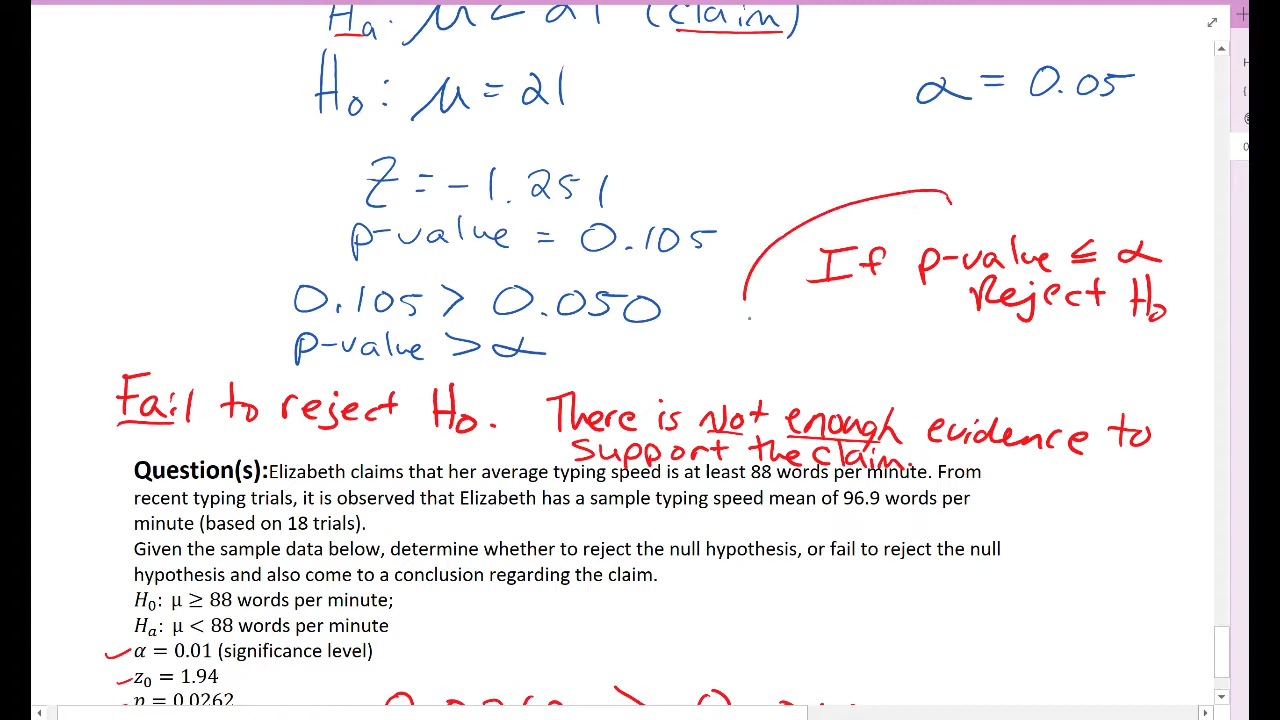 Ha: μ < 21 (claim)
H0: μ = 21
α = 0.05
Z = -1.251
p-value = 0.105
If p-value ≤ α
Reject H0
0.105 > 0.050
p-value > α
Fail to reject H0. There is not enough evidence to
support the claim.
Question(s):Elizabeth claims that her average typing speed is at least 88 words per minute. From
recent typing trials, it is observed that Elizabeth has a sample typing speed mean of 96.9 words per
minute (based on 18 trials).
Given the sample data below, determine whether to reject the null hypothesis, or fail to reject the null
hypothesis and also come to a conclusion regarding the claim.
H0: μ ≥ 88 words per minute;
Ha: μ < 88 words per minute
α = 0.01 (significance level)
z0 = 1.94
p = 0.0262